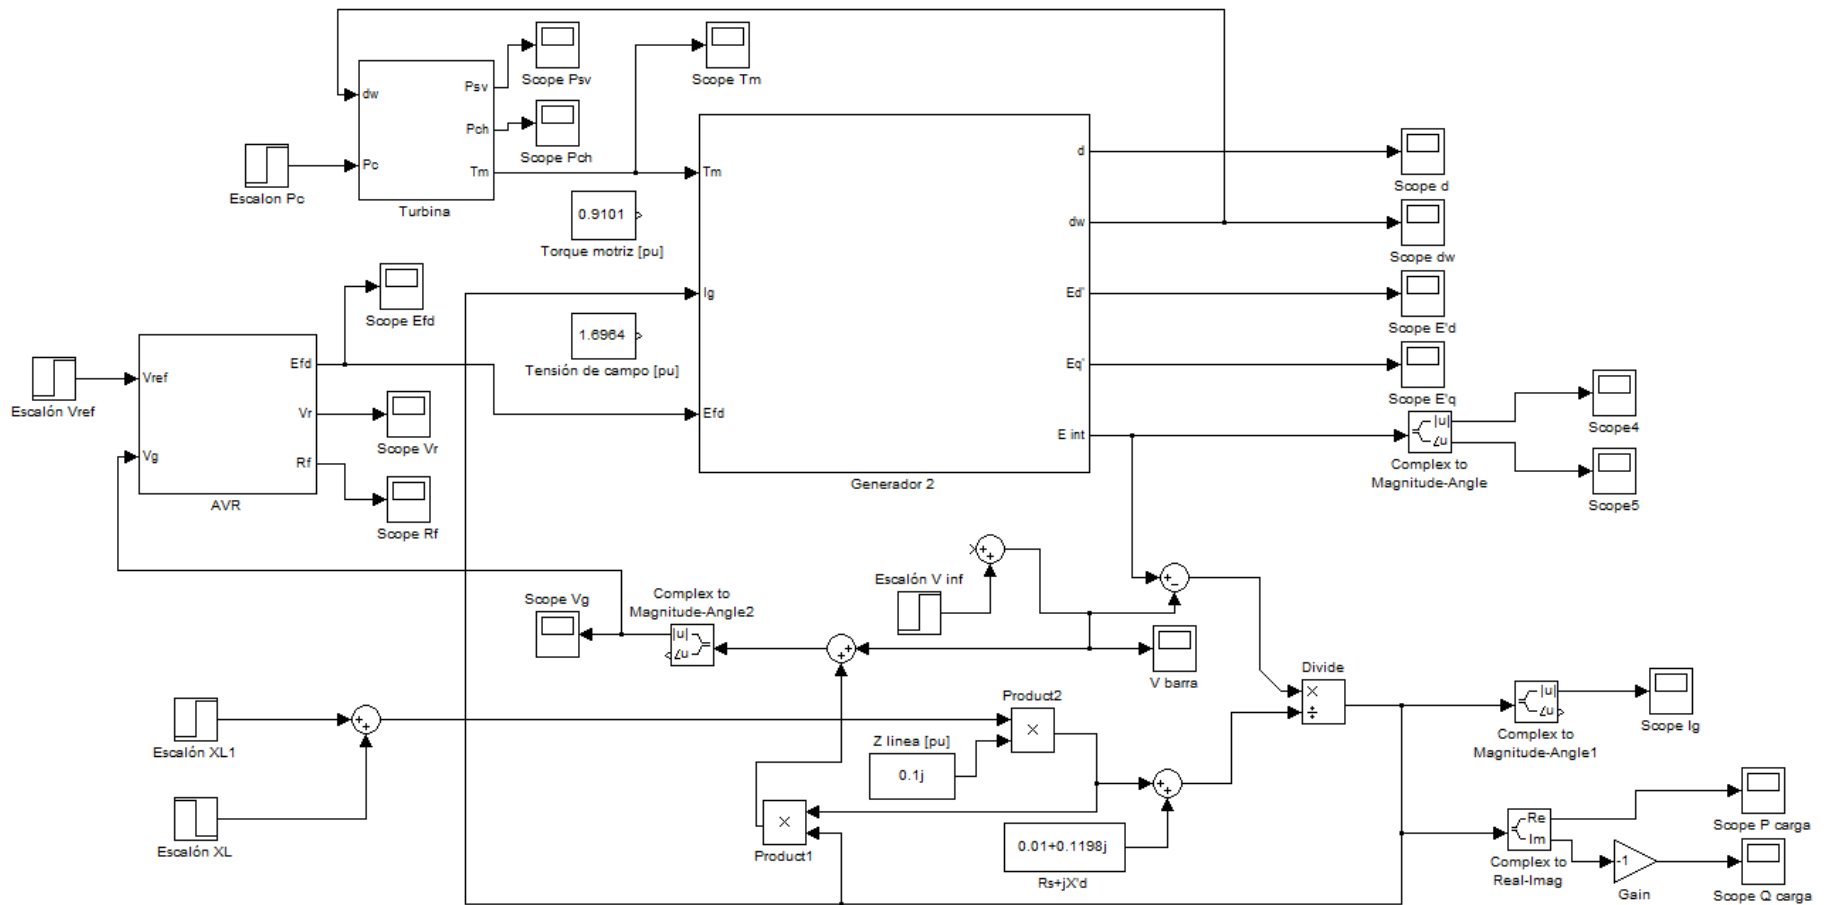 Scope Psv
Scope Tm
dw
Psv
Pch
Pc
Tm
Turbina
Scope Pch
Escalon Pc
0.9101
Torque motriz [pu]
Tm
Ig
Efd
d
dw
Ed'
Eq'
E int
Generador 2
1.6964
Tensión de campo [pu]
Scope d
Scope dw
Scope E'd
Scope E'q
Scope Efd
Vref
Vg
Efd
Vr
Rf
AVR
Escalón Vref
Scope Vr
Scope Rf
|u|
∠u
Complex to
Magnitude-Angle
Scope4
Scope5
Escalón V inf
+
+
+
−
Scope Vg
Complex to
Magnitude-Angle2
|u|
∠u
+
+
V barra
Divide
×
÷
|u|
∠u
Complex to
Magnitude-Angle1
Scope Ig
Escalón XL1
+
+
Escalón XL
Product2
×
Z linea [pu]
0.1j
+
+
×
Product1
0.01+0.1198j
Rs+jX'd
Re
Im
Complex to
Real-Imag
-1
Gain
Scope P carga
Scope Q carga